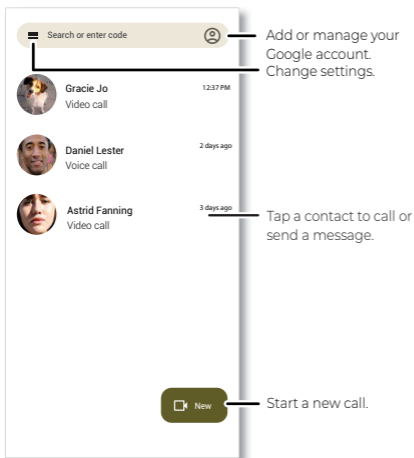 Search or enter code
Add or manage your
Google account.
Change settings.
Gracie Jo
12:37 PM
Video call
Daniel Lester
2 days ago
Voice call
Astrid Fanning
3 days ago
Video call
Tap a contact to call or
send a message.
New
Start a new call.